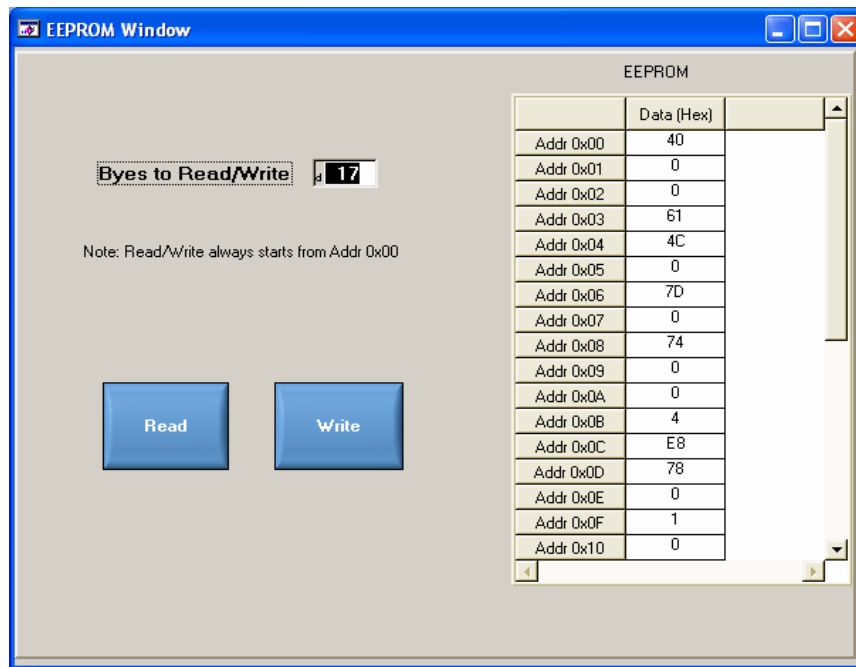 EEPROM Window
EEPROM
Data (Hex)
Byes to Read/Write d 17
Note: Read/Write always starts from Addr 0x00
Read
Write
Addr 0x00 40
Addr 0x01 0
Addr 0x02 0
Addr 0x03 61
Addr 0x04 4C
Addr 0x05 0
Addr 0x06 7D
Addr 0x07 0
Addr 0x08 74
Addr 0x09 0
Addr 0x0A 0
Addr 0x0B 4
Addr 0x0C E8
Addr 0x0D 78
Addr 0x0E 0
Addr 0x0F 1
Addr 0x10 0